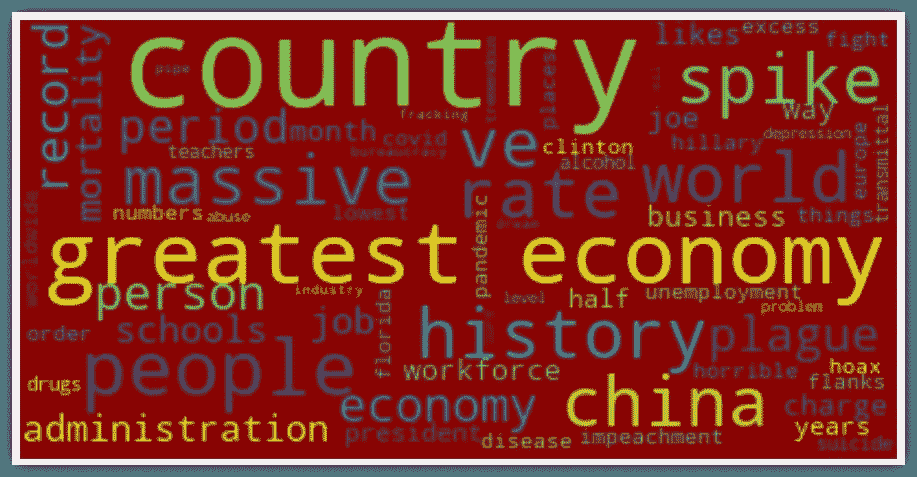 country
likes
excess
fight
record
pipe
places
spike
mortality
period
month
fracking
covid
bureaucracy
teachers
ve
clinton
alcohol
joe
way
hillary
depression
europe
transmittal
massive
rate
world
numbers
abuse
lowest
pandemic
dream
business
things
worldwide
greatest economy
person
industry
level
half
unemployment
problem
order
schools
job
florida
history
plague
people
workforce
horrible
hoax
flanks
drugs
economy
china
charge
administration
president
disease
impeachment
years
suicide